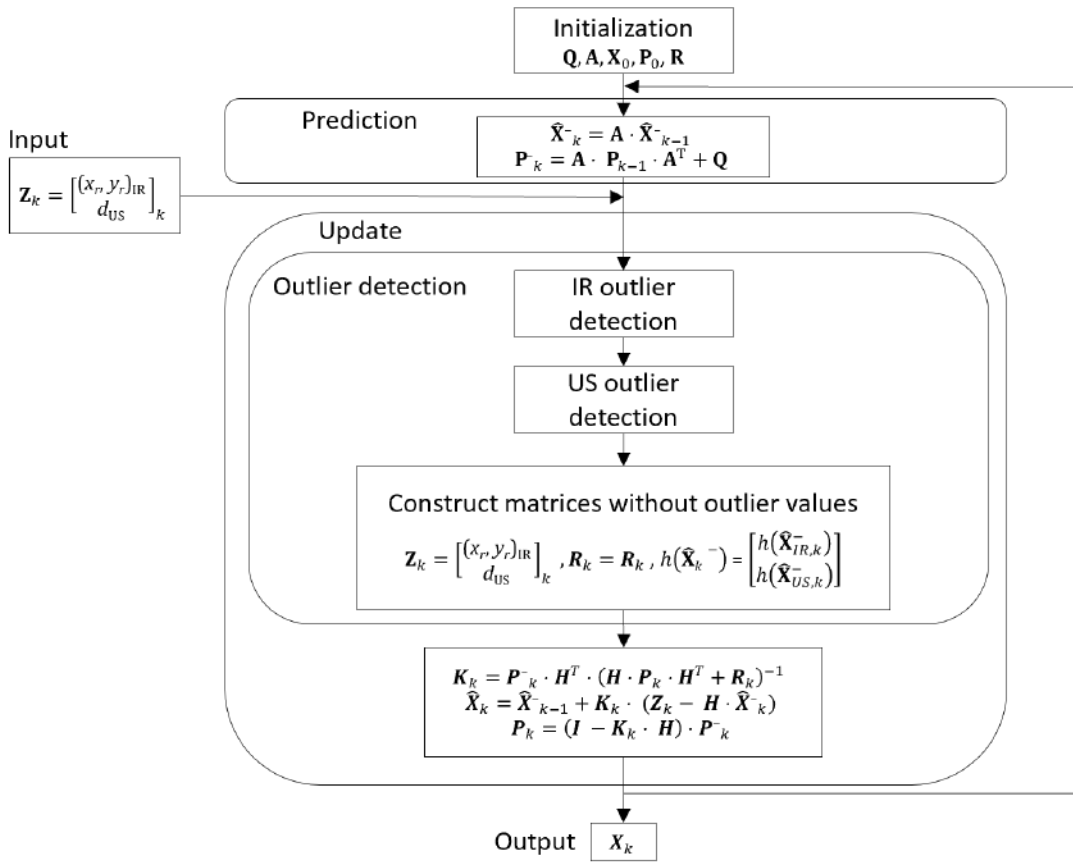 Initialization
Q, A, X₀, P₀, R
Prediction
X̂⁻ₖ = A · X̂⁻ₖ₋₁
P⁻ₖ = A · Pₖ₋₁ · Aᵀ + Q
Input
Zₖ = [(xᵣ, yᵣ)IR d_US]ₖ
Update
Outlier detection
IR outlier
detection
US outlier
detection
Construct matrices without outlier values
Zₖ = [(xᵣ, yᵣ)IR d_US]ₖ , Rₖ = Rₖ , h(X̂ₖ⁻) = [h(X̂⁻IR,k) h(X̂⁻US,k)]
Kₖ = P⁻ₖ · Hᵀ · (H · Pₖ · Hᵀ + Rₖ)⁻¹
X̂ₖ = X̂⁻ₖ₋₁ + Kₖ · (Zₖ − H · X̂⁻ₖ)
Pₖ = (I − Kₖ · H) · P⁻ₖ
Output
Xₖ